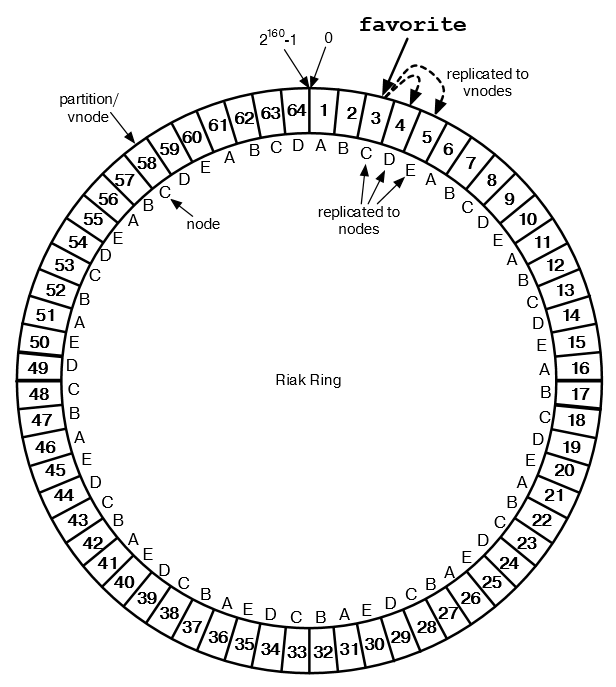 favorite
2160-1
0
replicated to
vnodes
partition/
vnode
1
2
3
4
5
6
7
8
9
10
11
12
13
14
15
16
17
18
19
20
21
22
23
24
25
26
27
28
29
30
31
32
33
34
35
36
37
38
39
40
41
42
43
44
45
46
47
48
49
50
51
52
53
54
55
56
57
58
59
60
61
62
63
64
A
B
C
D
E
A
B
C
D
E
A
B
C
D
E
A
B
C
D
E
A
B
C
D
E
A
B
C
D
E
A
B
C
D
E
A
B
C
D
E
A
B
C
D
E
A
B
C
D
E
A
B
C
D
E
A
B
C
D
E
A
B
C
D
node
replicated to
nodes
Riak Ring